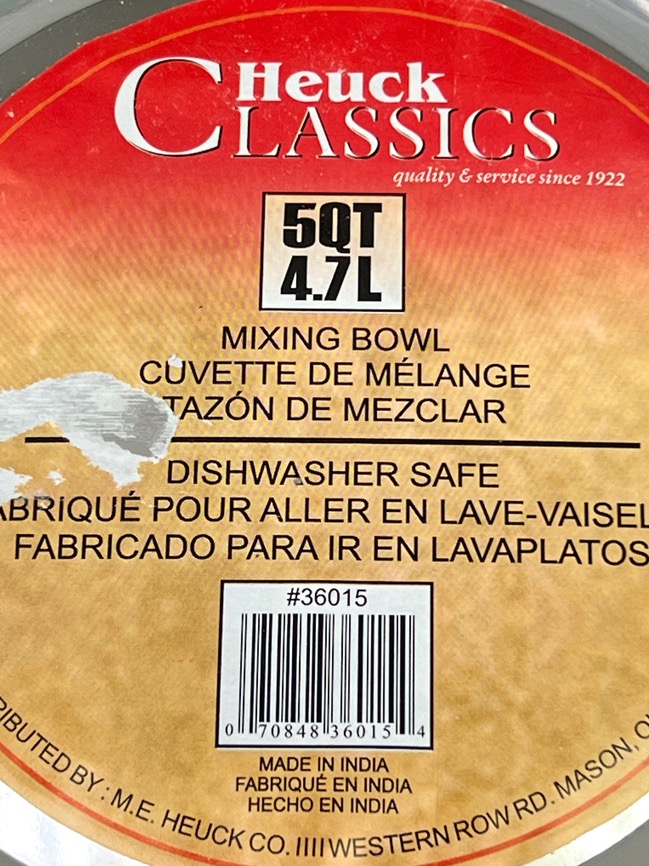 Heuck
CLASSICS
quality & service since 1922
5QT
4.7L
MIXING BOWL
CUVETTE DE MÉLANGE
TAZÓN DE MEZCLAR
DISHWASHER SAFE
ABRIQUÉ POUR ALLER EN LAVE-VAISEL
FABRICADO PARA IR EN LAVAPLATOS
#36015
0 70848 36015 4
MADE IN INDIA
FABRIQUÉ EN INDIA
HECHO EN INDIA
RIBUTED BY: M.E. HEUCK CO. 1111 WESTERN ROW RD. MASON,